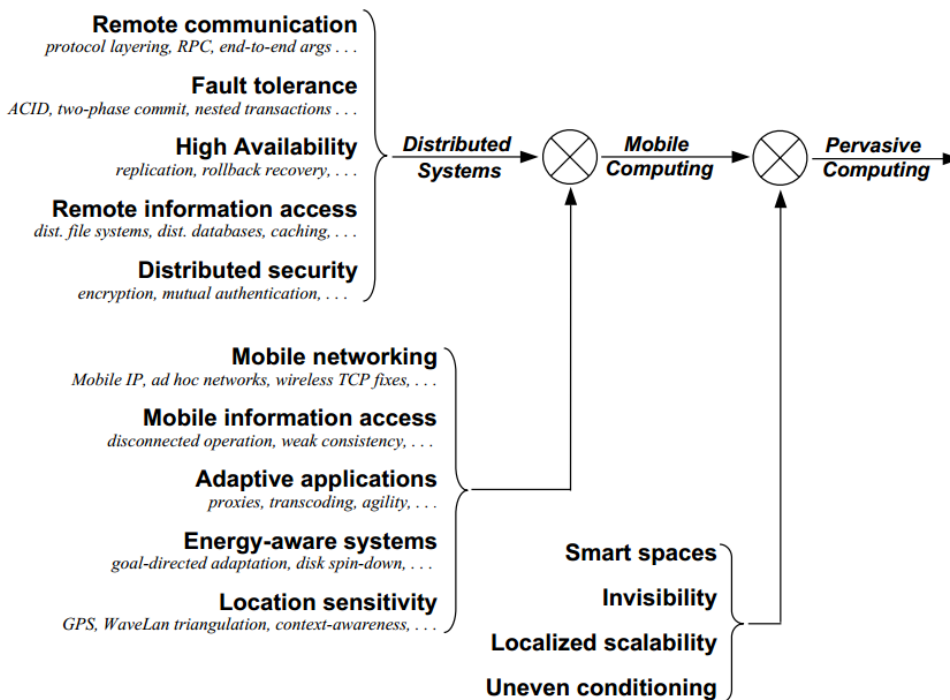 Remote communication
protocol layering, RPC, end-to-end args . . .
Fault tolerance
ACID, two-phase commit, nested transactions . . .
High Availability
replication, rollback recovery, . . .
Remote information access
dist. file systems, dist. databases, caching, . . .
Distributed security
encryption, mutual authentication, . . .
Distributed
Systems
Mobile
Computing
Pervasive
Computing
Mobile networking
Mobile IP, ad hoc networks, wireless TCP fixes, . . .
Mobile information access
disconnected operation, weak consistency, . . .
Adaptive applications
proxies, transcoding, agility, . . .
Energy-aware systems
goal-directed adaptation, disk spin-down, . . .
Location sensitivity
GPS, WaveLan triangulation, context-awareness, . . .
Smart spaces
Invisibility
Localized scalability
Uneven conditioning